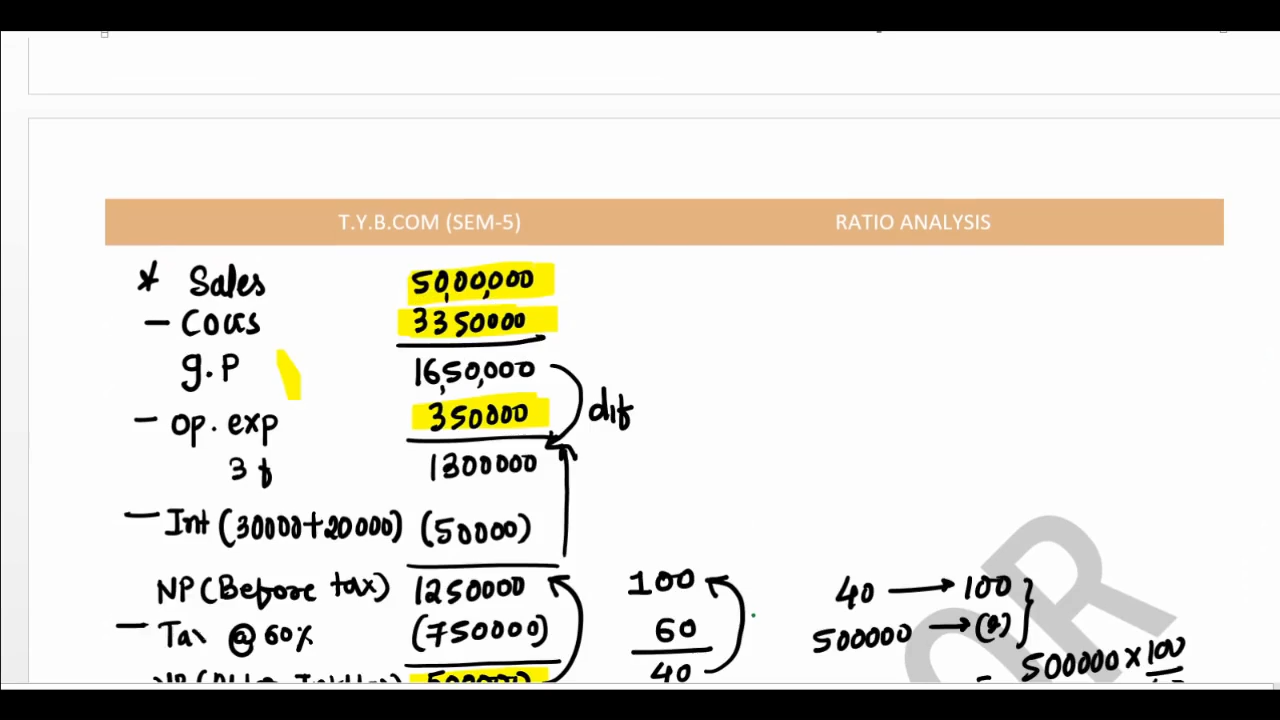 T.Y.B.COM (SEM-5) RATIO ANALYSIS
* Sales 50,00,000
- COGS 3350000
g.P 16,50,000
- Op. exp 350000 dif
1300000
- Int (30000+20000) (50000)
NP (Before tax) 1250000 100 40 → 100
- Tax @ 60% (750000) 60 500000 →
500000 40 500000 × 100